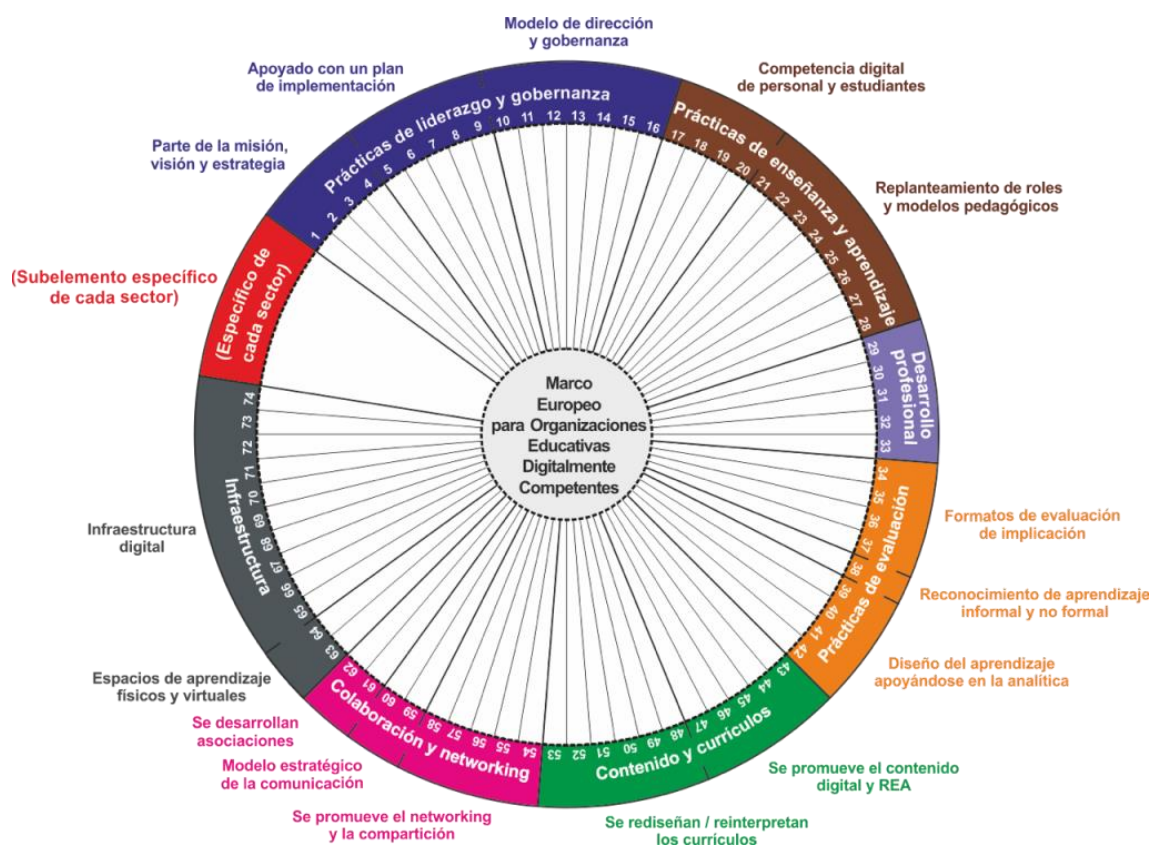 Modelo de dirección
y gobernanza
Apoyado con un plan
de implementación
Parte de la misión,
visión y estrategia
Prácticas de liderazgo y gobernanza
1 2 3 4 5 6 7 8 9 10 11 12 13 14 15 16
Competencia digital
de personal y estudiantes
Replanteamiento de roles
y modelos pedagógicos
Prácticas de enseñanza y aprendizaje
17 18 19 20 21 22 23 24 25 26 27 28
Desarrollo
profesional
29 30 31 32 33
Formatos de evaluación
de implicación
Reconocimiento de aprendizaje
informal y no formal
Diseño del aprendizaje
apoyándose en la analítica
Prácticas de evaluación
34 35 36 37 38 39 40 41 42
Se promueve el contenido
digital y REA
Se rediseñan / reinterpretan
los currículos
Contenido y currículos
43 44 45 46 47 48 49 50 51 52 53
Se promueve el networking
y la compartición
Modelo estratégico
de la comunicación
Se desarrollan
asociaciones
Colaboración y networking
54 55 56 57 58 59 60 61 62
Espacios de aprendizaje
físicos y virtuales
Infraestructura
digital
Infraestructura
63 64 65 66 67 68 69 70 71 72 73 74
(Subelemento específico
de cada sector)
(Específico de
cada sector)
Marco
Europeo
para Organizaciones
Educativas
Digitalmente
Competentes